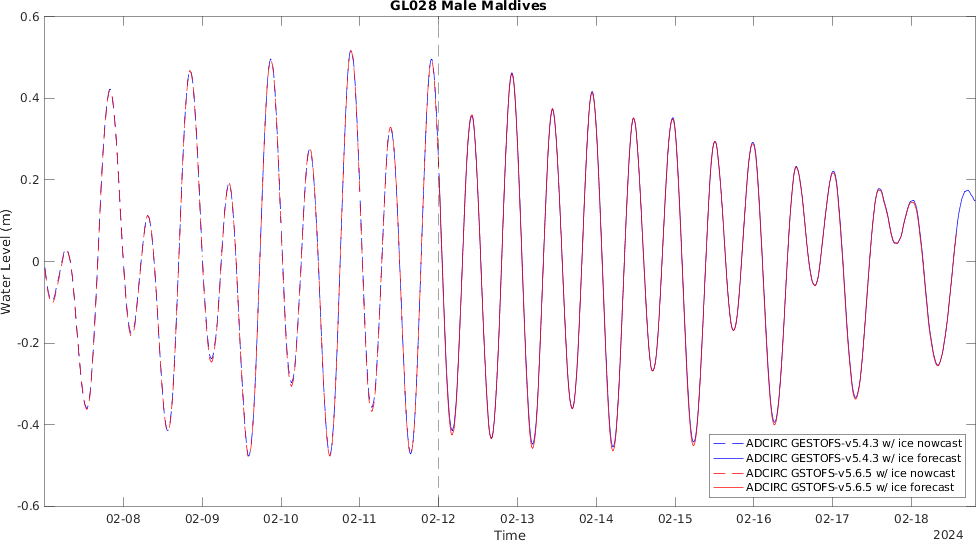 GL028 Male Maldives
Water Level (m)
0.6
0.4
0.2
0
-0.2
-0.4
-0.6
ADCIRC GESTOFS-v5.4.3 w/ ice nowcast
ADCIRC GESTOFS-v5.4.3 w/ ice forecast
ADCIRC GSTOFS-v5.6.5 w/ ice nowcast
ADCIRC GSTOFS-v5.6.5 w/ ice forecast
02-08 02-09 02-10 02-11 02-12 02-13 02-14 02-15 02-16 02-17 02-18
Time
2024